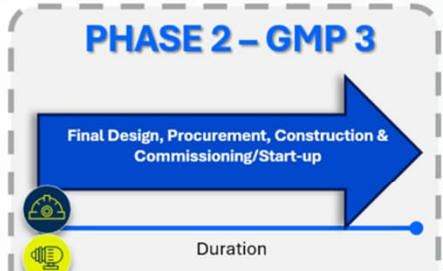 PHASE 2 – GMP 3
Final Design, Procurement, Construction &
Commissioning/Start-up
Duration